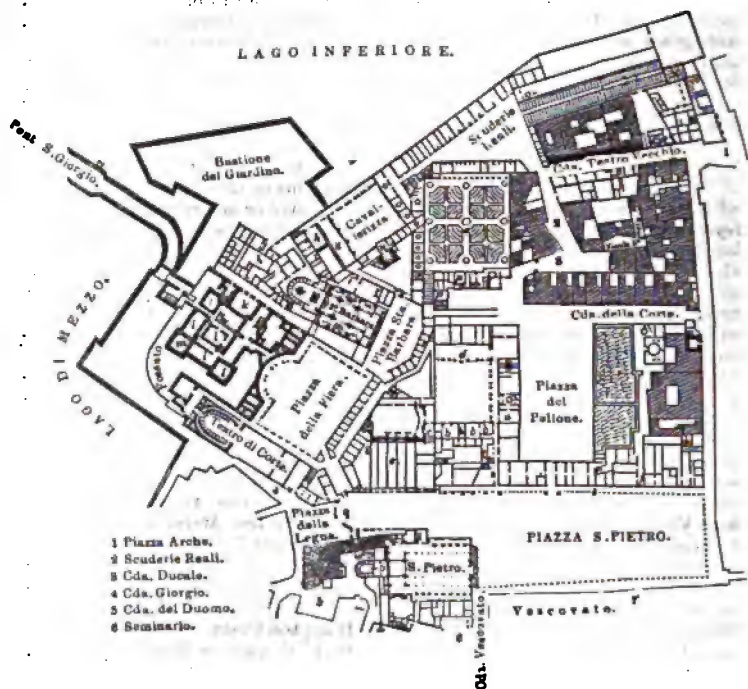 LAGO INFERIORE.
Pont S. Giorgio.
Bastione
del Giardino.
Scuderie
Reali.
Cda. Teatro Vecchio.
Caval-
lerizza
LAGO DI MEZZO.
Piazza Sta.
Barbara
Cda. della Corte.
Piazza
della Fiera.
Piazza
del
Pallone.
Teatro di Corte.
Piazza
della
Legna.
PIAZZA S. PIETRO.
S. Pietro.
Vescovato.
Cda. Vescovato.
1 Piazza Arche.
2 Scuderie Reali.
3 Cda. Ducale.
4 Cda. Giorgio.
5 Cda. del Duomo.
6 Seminario.